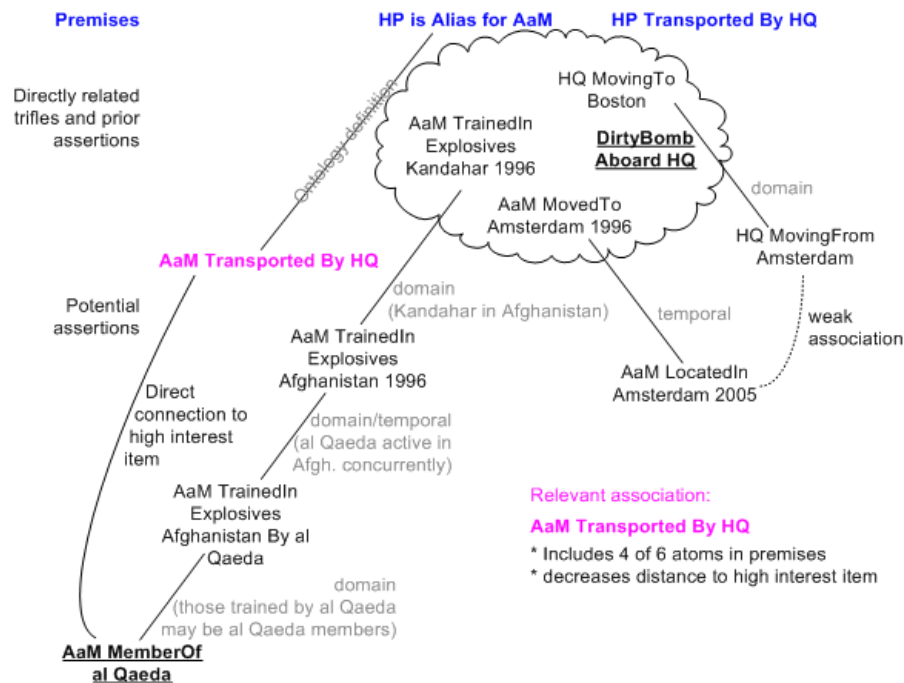 Premises
HP is Alias for AaM
HP Transported By HQ
Directly related
trifles and prior
assertions
Ontology definition
HQ MovingTo
Boston
AaM TrainedIn
Explosives
Kandahar 1996
DirtyBomb
Aboard HQ
domain
AaM MovedTo
Amsterdam 1996
HQ MovingFrom
Amsterdam
AaM Transported By HQ
Potential
assertions
domain
(Kandahar in Afghanistan)
temporal
weak
association
AaM TrainedIn
Explosives
Afghanistan 1996
AaM LocatedIn
Amsterdam 2005
Direct
connection to
high interest
item
domain/temporal
(al Qaeda active in
Afgh. concurrently)
AaM TrainedIn
Explosives
Afghanistan By al
Qaeda
Relevant association:
AaM Transported By HQ
* Includes 4 of 6 atoms in premises
* decreases distance to high interest item
domain
(those trained by al Qaeda
may be al Qaeda members)
AaM MemberOf
al Qaeda